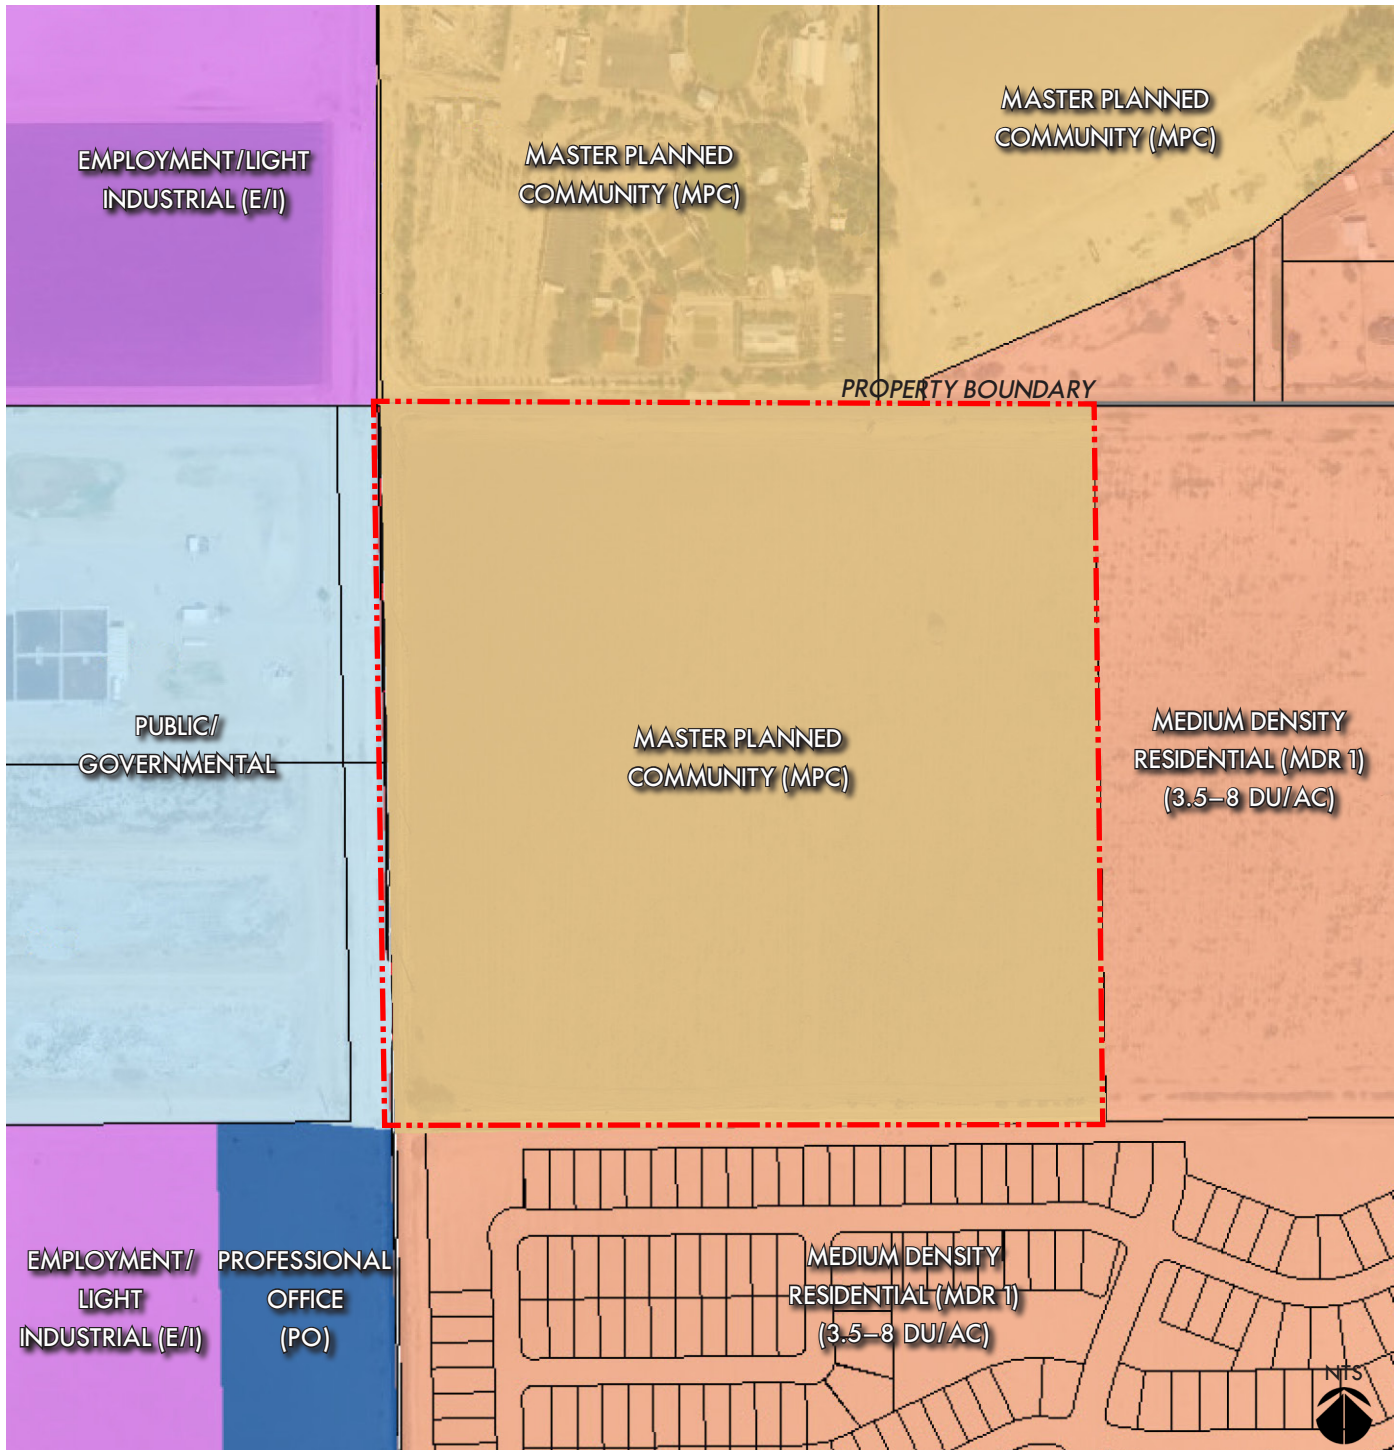 MASTER PLANNED
COMMUNITY (MPC)
EMPLOYMENT/LIGHT
INDUSTRIAL (E/I)
MASTER PLANNED
COMMUNITY (MPC)
PROPERTY BOUNDARY
PUBLIC/
GOVERNMENTAL
MASTER PLANNED
COMMUNITY (MPC)
MEDIUM DENSITY
RESIDENTIAL (MDR 1)
(3.5–8 DU/AC)
EMPLOYMENT/
LIGHT
INDUSTRIAL (E/I)
PROFESSIONAL
OFFICE
(PO)
MEDIUM DENSITY
RESIDENTIAL (MDR 1)
(3.5–8 DU/AC)
NTS